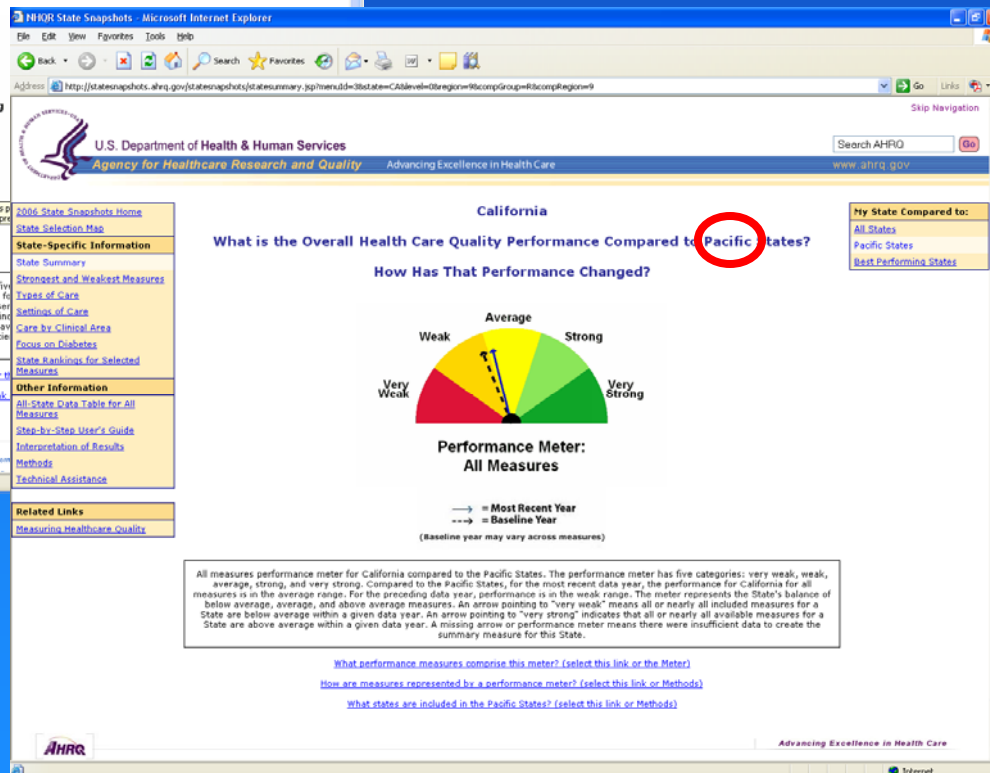 NHQR State Snapshots - Microsoft Internet Explorer
File Edit View Favorites Tools Help
Back Search Favorites
Address http://statesnapshots.ahrq.gov/statesnapshots/statesummary.jsp?menuId=3&state=CA&level=0&region=9&compGroup=R&compRegion=9 Go Links
Skip Navigation
U.S. Department of Health & Human Services
Search AHRQ Go
Agency for Healthcare Research and Quality Advancing Excellence in Health Care www.ahrq.gov
2006 State Snapshots Home
State Selection Map
State-Specific Information
State Summary
Strongest and Weakest Measures
Types of Care
Settings of Care
Care by Clinical Area
Focus on Diabetes
State Rankings for Selected
Measures
Other Information
All-State Data Table for All
Measures
Step-by-Step User's Guide
Interpretation of Results
Methods
Technical Assistance
Related Links
Measuring Healthcare Quality
California
What is the Overall Health Care Quality Performance Compared to Pacific States?
How Has That Performance Changed?
My State Compared to:
All States
Pacific States
Best Performing States
Average
Weak Strong
Very
Weak
Very
Strong
Performance Meter:
All Measures
= Most Recent Year
= Baseline Year
(Baseline year may vary across measures)
All measures performance meter for California compared to the Pacific States. The performance meter has five categories: very weak, weak,
average, strong, and very strong. Compared to the Pacific States, for the most recent data year, the performance for California for all
measures is in the average range. For the preceding data year, performance is in the weak range. The meter represents the State's balance of
below average, average, and above average measures. An arrow pointing to "very weak" means all or nearly all included measures for a
State are below average within a given data year. An arrow pointing to "very strong" indicates that all or nearly all available measures for a
State are above average within a given data year. A missing arrow or performance meter means there were insufficient data to create the
summary measure for this State.
What performance measures comprise this meter? (select this link or the Meter)
How are measures represented by a performance meter? (select this link or Methods)
What states are included in the Pacific States? (select this link or Methods)
AHRQ
Advancing Excellence in Health Care
Internet